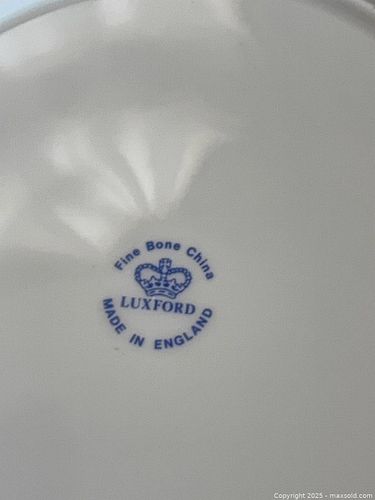 Fine Bone China
LUXFORD
MADE IN ENGLAND
Copyright 2025 - maxsold.com